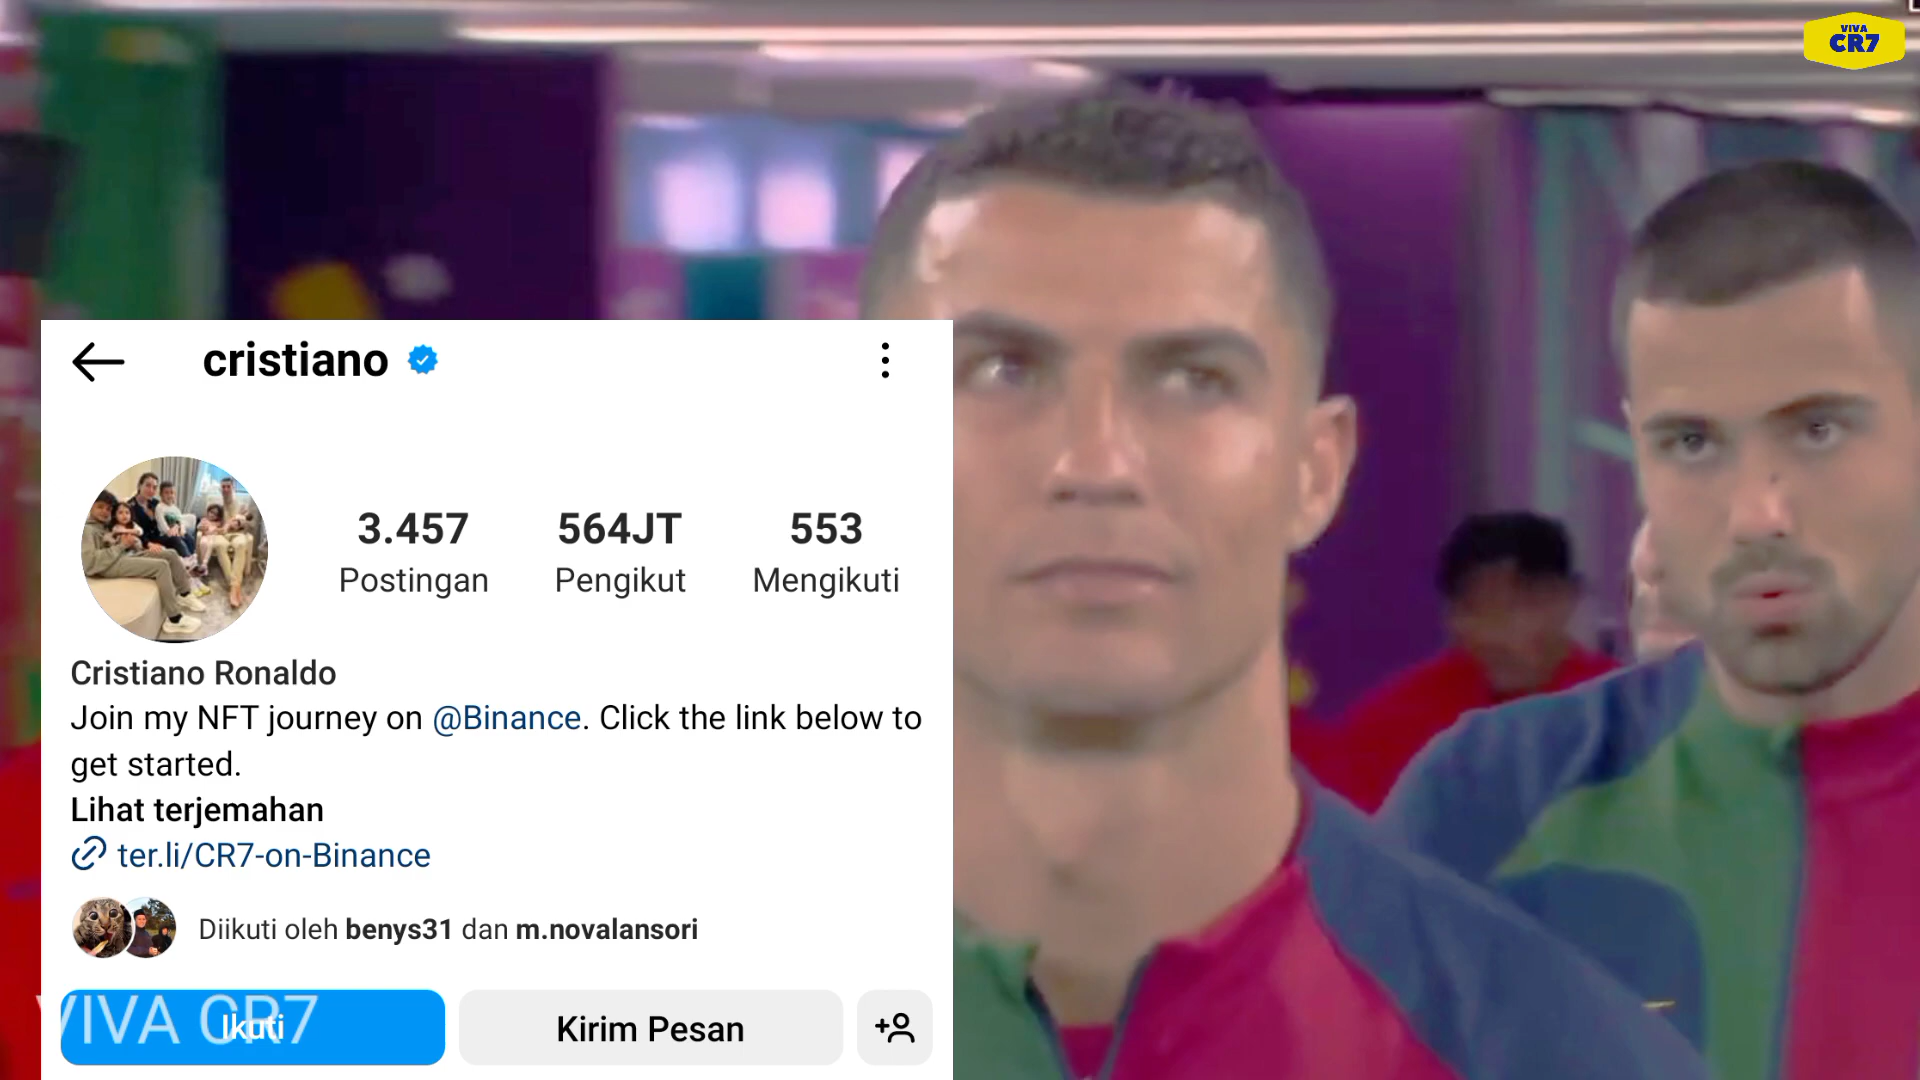 VIVA
CR7
cristiano
3.457 564JT 553
Postingan Pengikut Mengikuti
Cristiano Ronaldo
Join my NFT journey on @Binance. Click the link below to
get started.
Lihat terjemahan
ter.li/CR7-on-Binance
Diikuti oleh benys31 dan m.novalansori
VIVA CR7
Ikuti Kirim Pesan